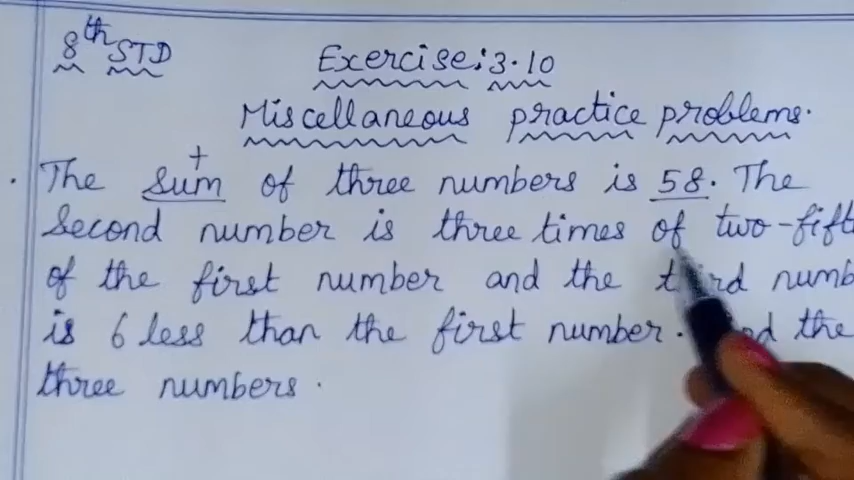 8th STD
Exercise: 3.10
Miscellaneous practice problems.
+
. The sum of three numbers is 58. The
Second number is three times of two-fift
of the first number and the third numb
is 6 less than the first number. the
three numbers.